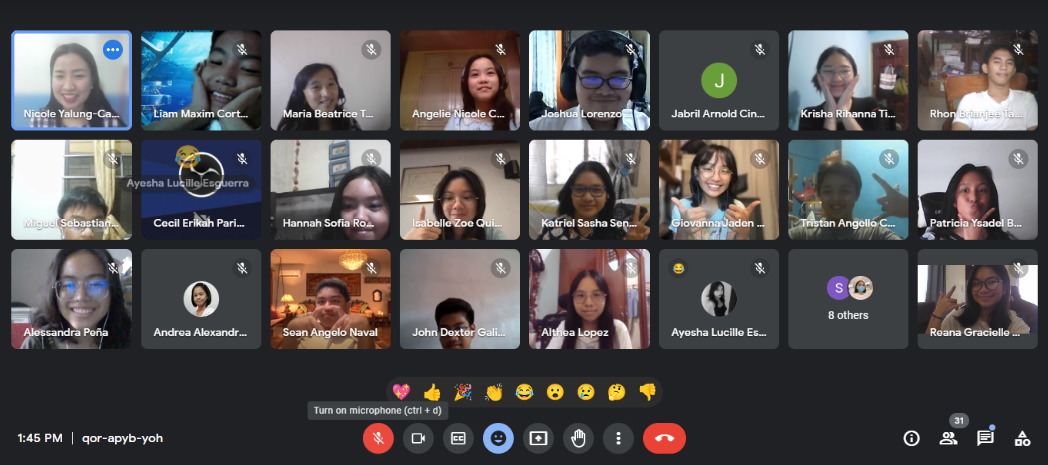 Nicole Yalung-Ca...
Liam Maxim Cort...
Maria Beatrice T...
Angelie Nicole C...
Joshua Lorenzo
J
Jabril Arnold Cin...
Krisha Rihanna Ti...
Rhon Brianjee Ta...
Miguel Sebastian...
Ayesha Lucille Esguerra
Cecil Erikah Pari...
Hannah Sofia Ro...
Isabelle Zoe Qui...
Katriel Sasha Sen...
Giovanna Jaden ...
Tristan Angello C...
Patricia Ysadel B...
Alessandra Peña
Andrea Alexandr...
Sean Angelo Naval
John Dexter Gali...
Althea Lopez
Ayesha Lucille Es...
S
8 others
Reana Gracielle ...
Turn on microphone (ctrl + d)
1:45 PM | qor-apyb-yoh
CC
31